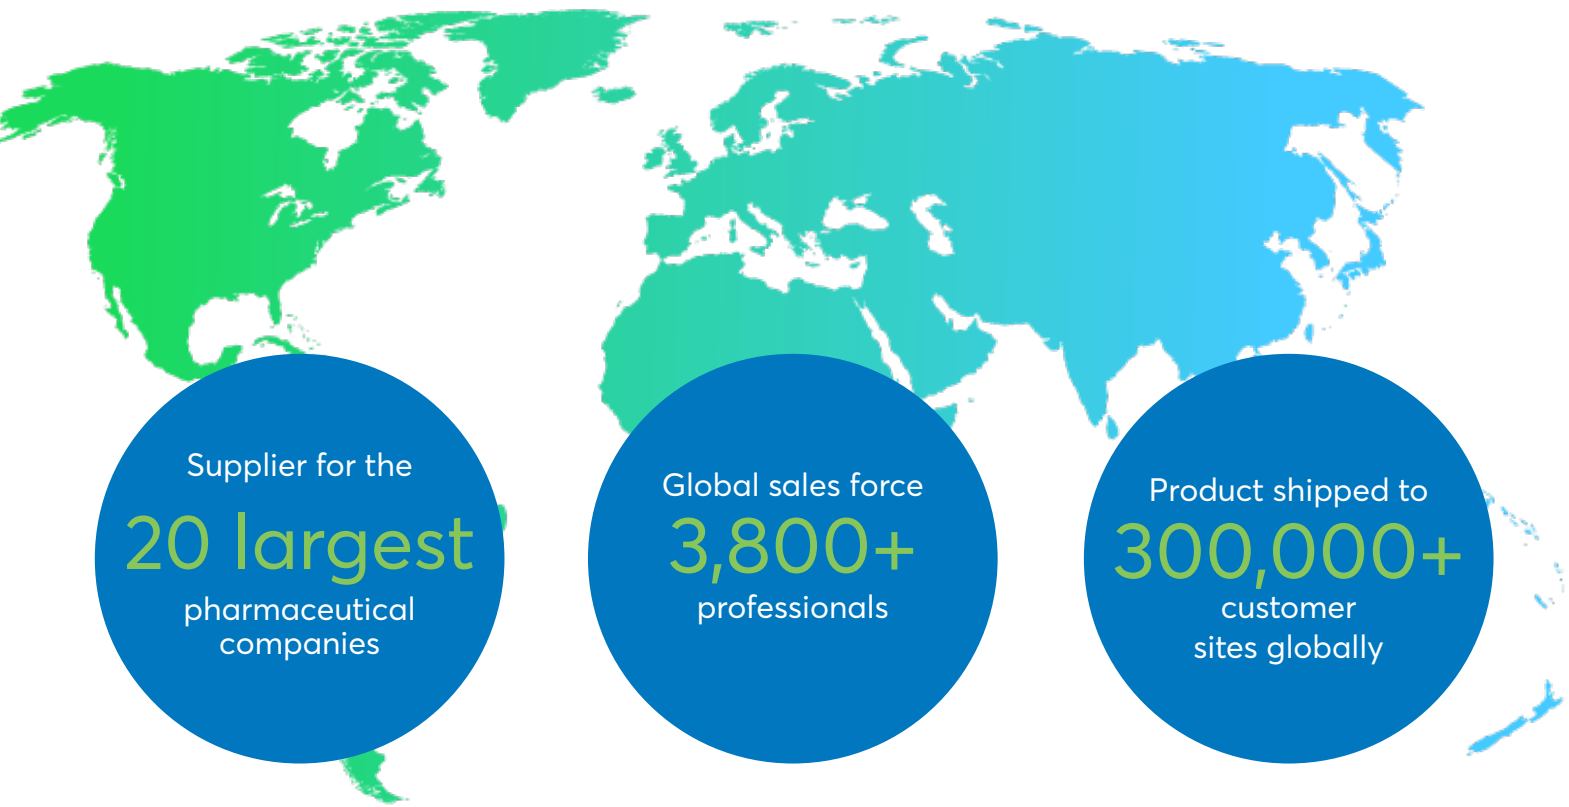 Supplier for the
20 largest
pharmaceutical
companies
Global sales force
3,800+
professionals
Product shipped to
300,000+
customer
sites globally